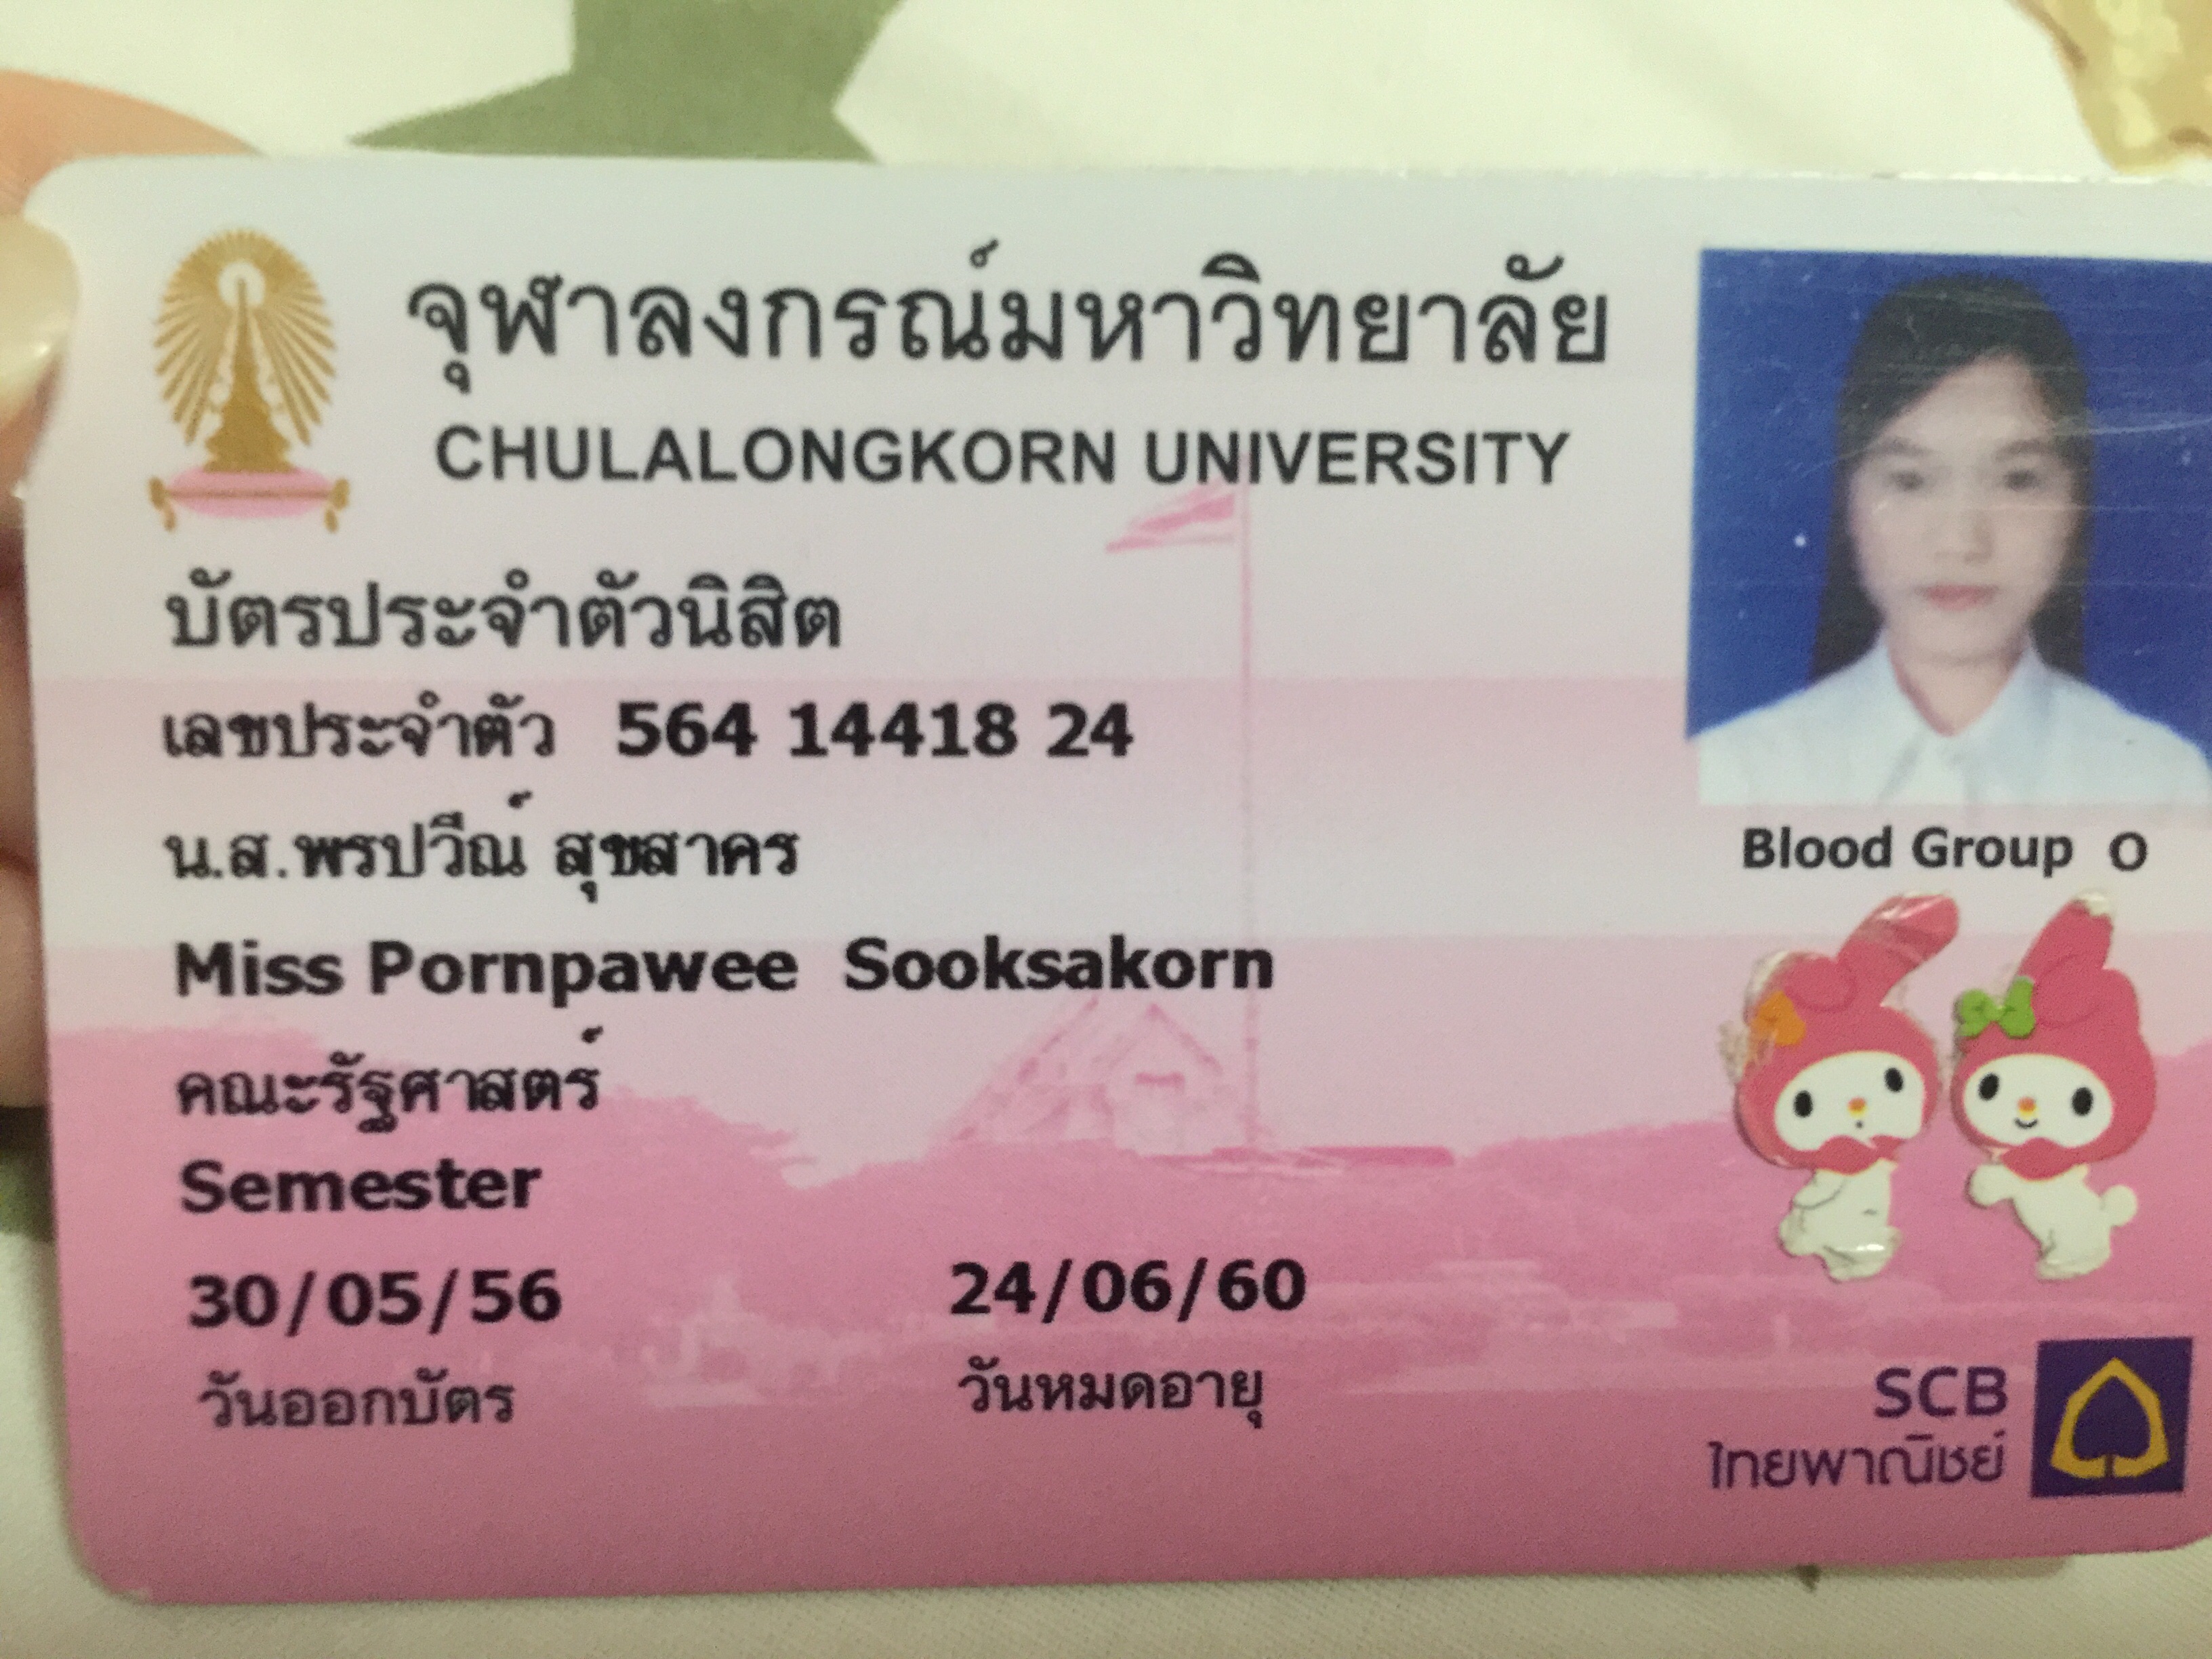 จุฬาลงกรณ์มหาวิทยาลัย
CHULALONGKORN UNIVERSITY
บัตรประจำตัวนิสิต
เลขประจำตัว 564 14418 24
น.ส.พรปวีณ์ สุขสาคร
Miss Pornpawee Sooksakorn
คณะรัฐศาสตร์
Semester
30/05/56 24/06/60
วันออกบัตร วันหมดอายุ
Blood Group O
SCB
ไทยพาณิชย์